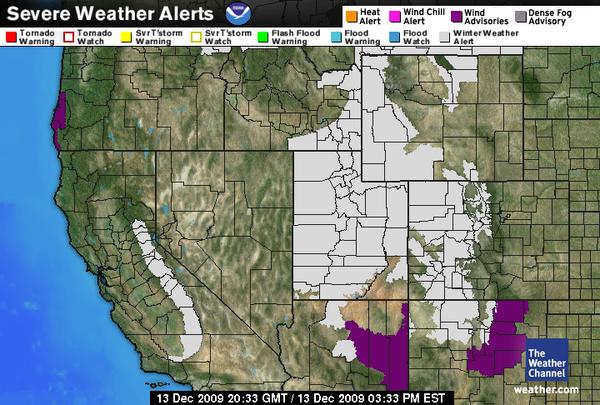 Severe Weather Alerts
NOAA
Heat Alert
Wind Chill Alert
Wind Advisories
Dense Fog Advisory
Tornado Warning
Tornado Watch
SvrT'storm Warning
SvrT'storm Watch
Flash Flood Warning
Flood Warning
Flood Watch
Winter Weather Alert
The Weather Channel
weather.com
13 Dec 2009 20:33 GMT / 13 Dec 2009 03:33 PM EST